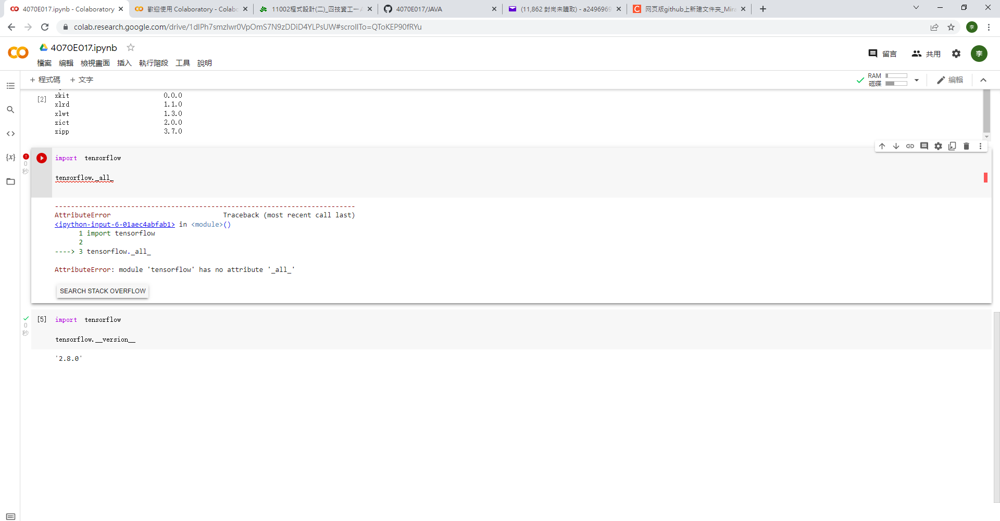 4070E017.ipynb - Colaboratory
歡迎使用 Colaboratory - Colabo
11002程式設計(二)_四技資工一
4070E017/JAVA
(11,862 封尚未讀取) - a2496969
网页版github上新建文件夹_Mira
colab.research.google.com/drive/1dIPh7smzlwr0VpOmS7N9zDDiD4YLPsUW#scrollTo=QToKEP90fRYu
李
4070E017.ipynb
留言
共用
李
檔案 編輯 檢視畫面 插入 執行階段 工具 說明
+ 程式碼 + 文字
RAM
磁碟
編輯
[2]
xkit 0.0.0
xlrd 1.1.0
xlwt 1.3.0
zict 2.0.0
zipp 3.7.0
0
秒
import tensorflow
tensorflow._all_
---------------------------------------------------------------------------
AttributeError Traceback (most recent call last)
<ipython-input-6-01aec4abfab1> in <module>()
1 import tensorflow
2
----> 3 tensorflow._all_
AttributeError: module 'tensorflow' has no attribute '_all_'
SEARCH STACK OVERFLOW
0
秒
[5] import tensorflow
tensorflow.__version__
'2.8.0'